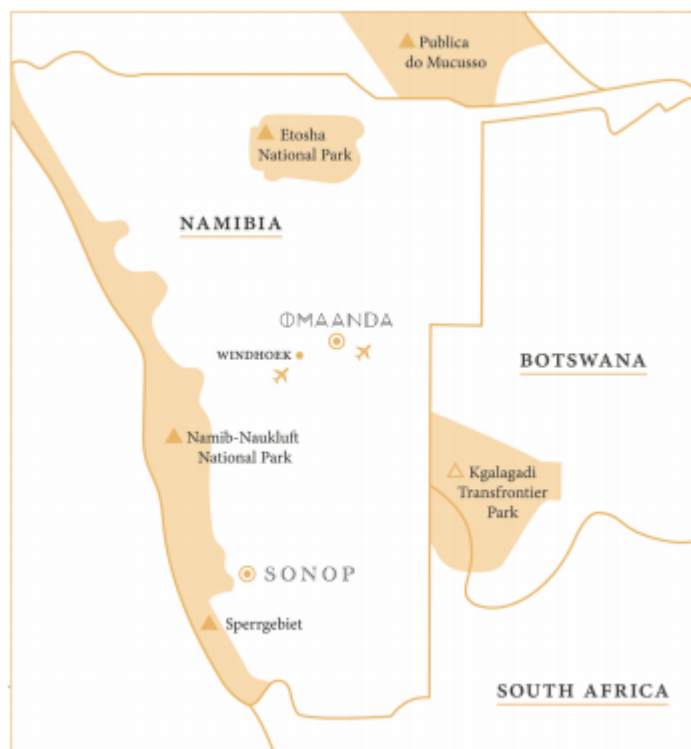 Publica
do Mucusso
Etosha
National Park
NAMIBIA
OMAANDA
WINDHOEK
BOTSWANA
Namib-Naukluft
National Park
Kgalagadi
Transfrontier
Park
SONOP
Sperrgebiet
SOUTH AFRICA